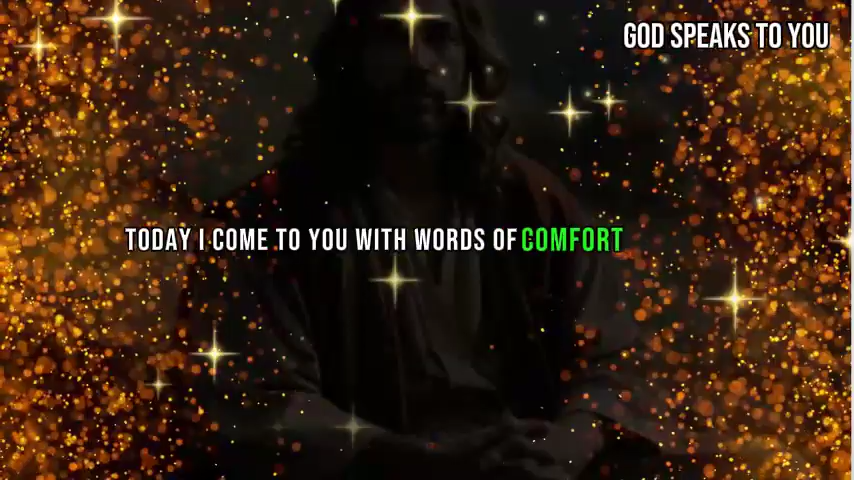 GOD SPEAKS TO YOU
TODAY I COME TO YOU WITH WORDS OF COMFORT